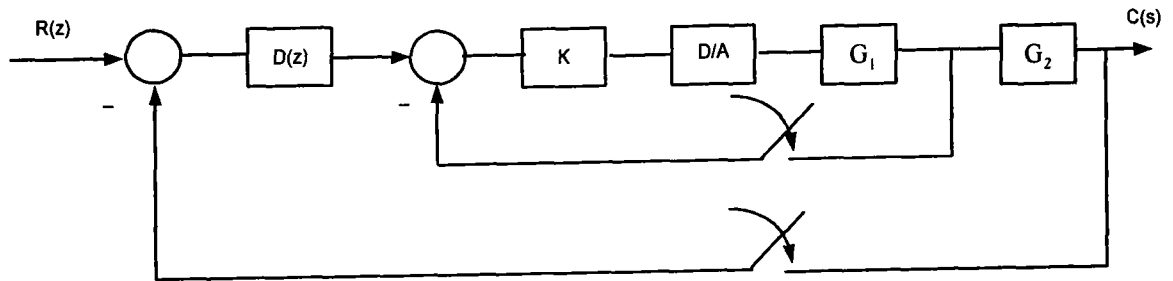 R(z)
C(s)
D(z)
K
D/A
G₁
G₂
–
–